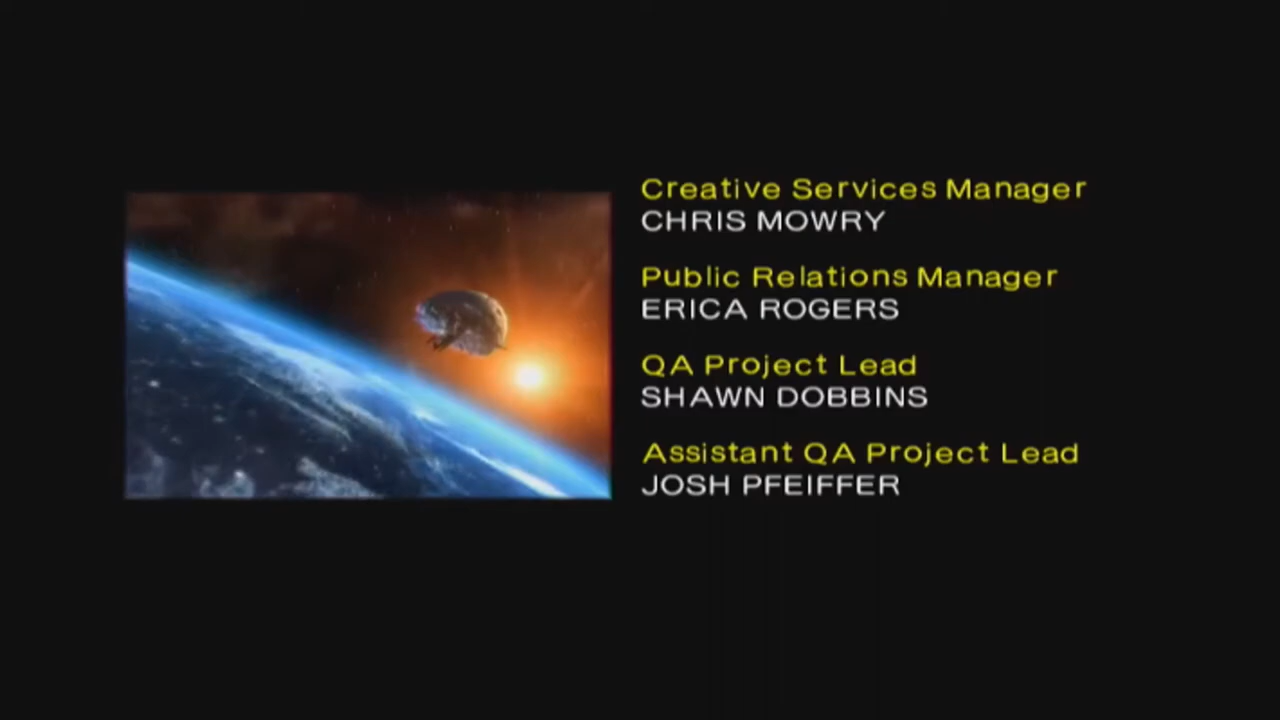 Creative Services Manager
CHRIS MOWRY
Public Relations Manager
ERICA ROGERS
QA Project Lead
SHAWN DOBBINS
Assistant QA Project Lead
JOSH PFEIFFER